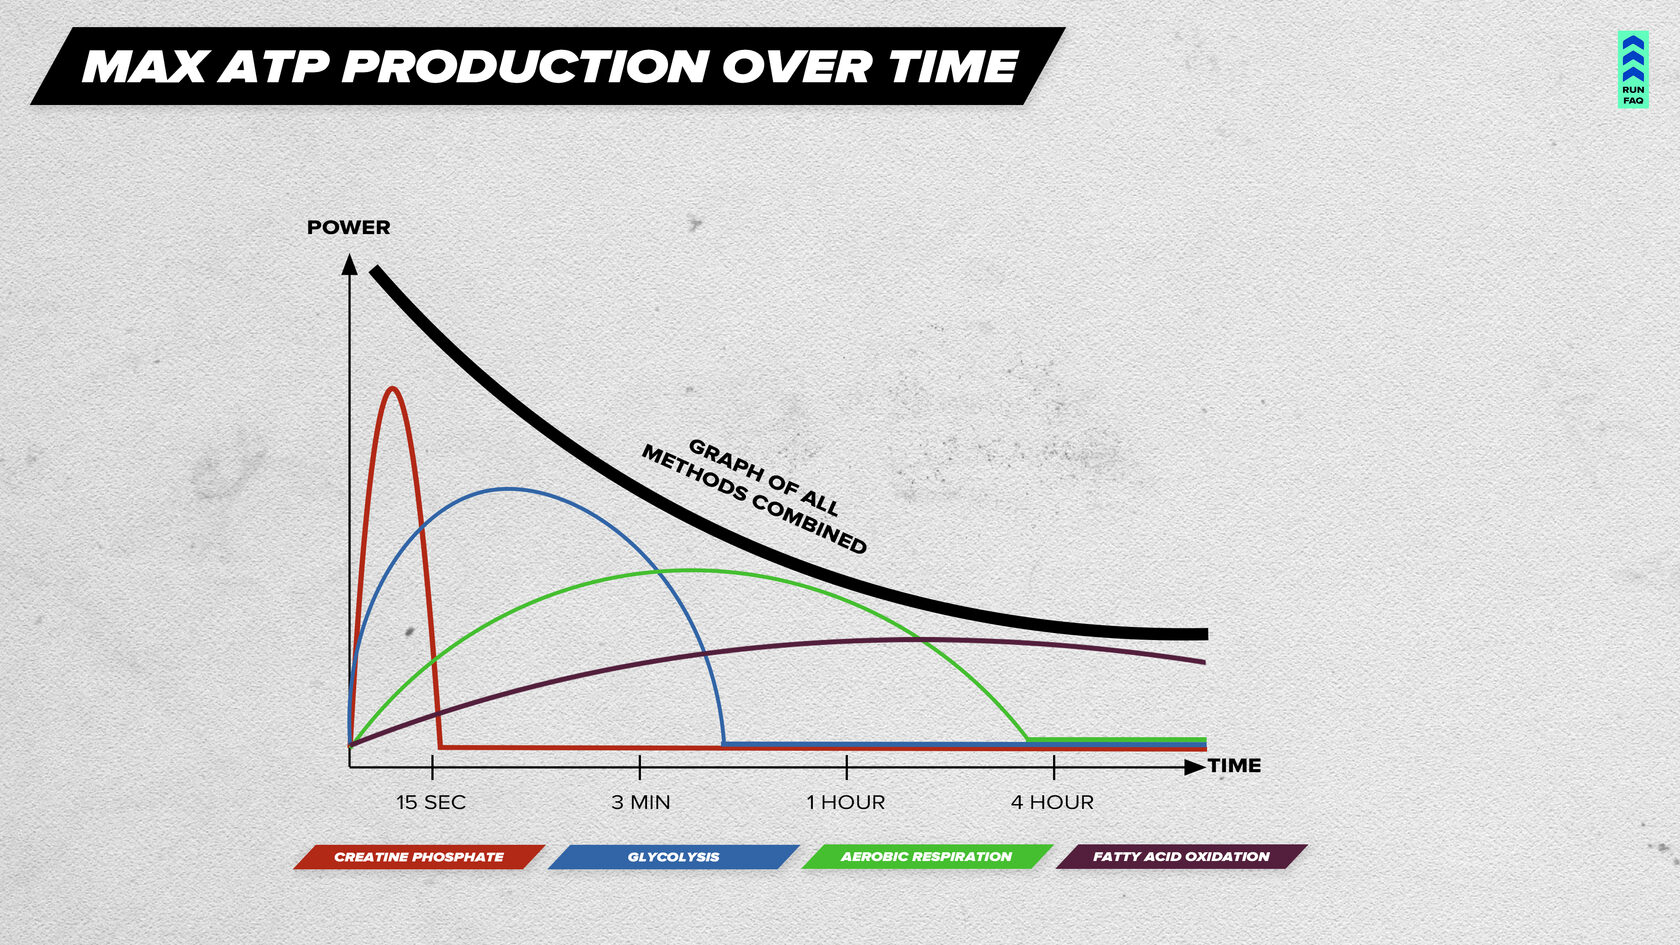 MAX ATP PRODUCTION OVER TIME
RUN
FAQ
POWER
GRAPH OF ALL
METHODS COMBINED
TIME
15 SEC
3 MIN
1 HOUR
4 HOUR
CREATINE PHOSPHATE
GLYCOLYSIS
AEROBIC RESPIRATION
FATTY ACID OXIDATION